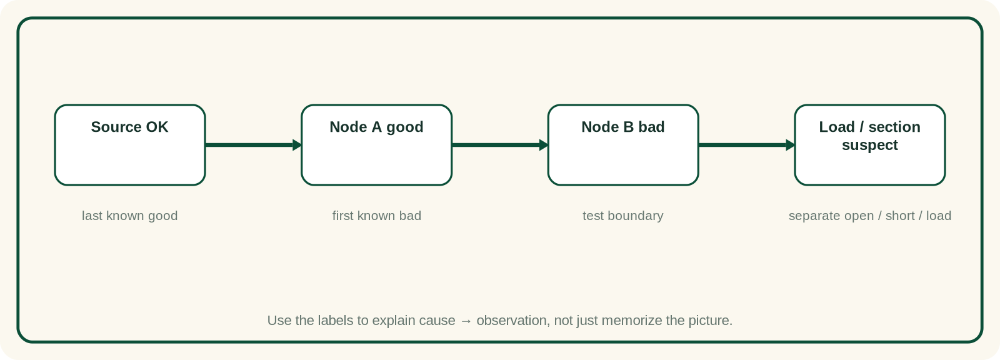 Source OK
Node A good
Node B bad
Load / section
suspect
last known good
first known bad
test boundary
separate open / short / load
Use the labels to explain cause → observation, not just memorize the picture.